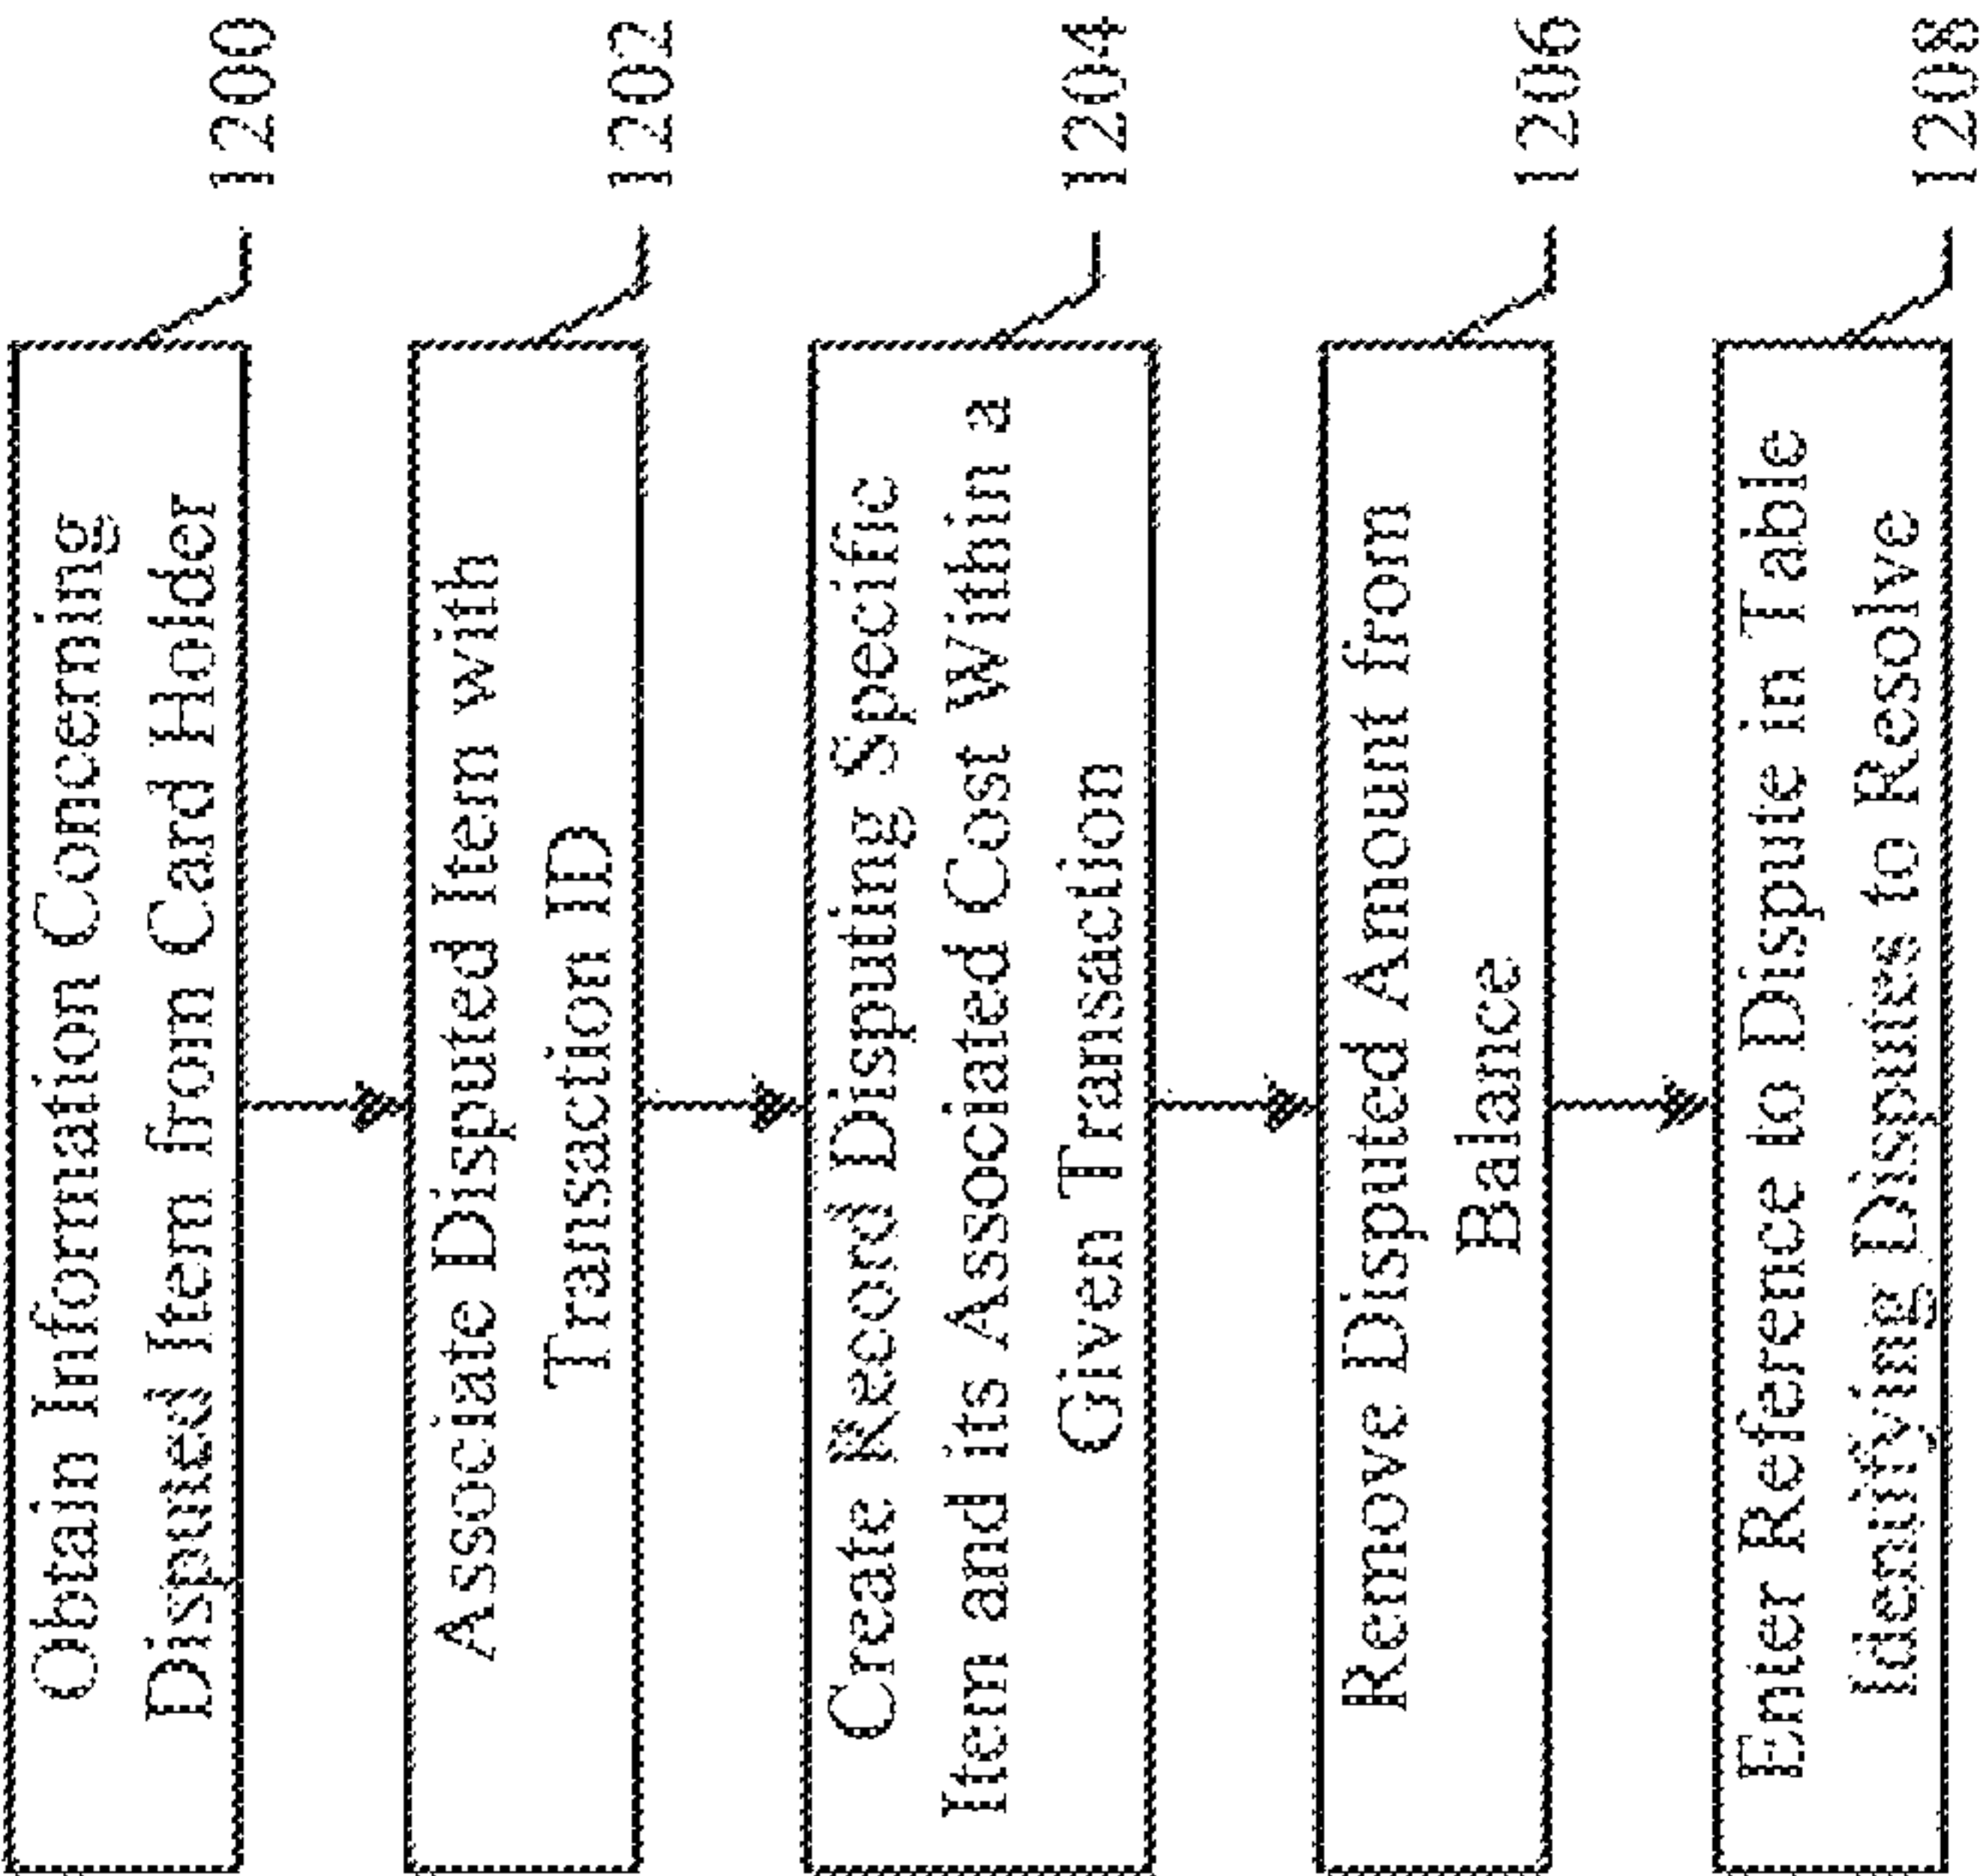 Obtain Information Concerning
Disputed Item from Card Holder
1200
Associate Disputed Item with
Transaction ID
1202
Create Record Disputing Specific
Item and its Associated Cost Within a
Given Transaction
1204
Remove Disputed Amount from
Balance
1206
Enter Reference to Dispute in Table
Identifying Disputes to Resolve
1208